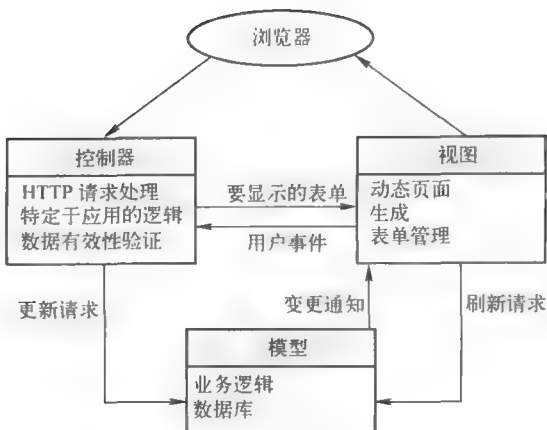 浏览器
控制器
HTTP 请求处理
特定于应用的逻辑
数据有效性验证
要显示的表单
用户事件
视图
动态页面
生成
表单管理
更新请求
变更通知
刷新请求
模型
业务逻辑
数据库